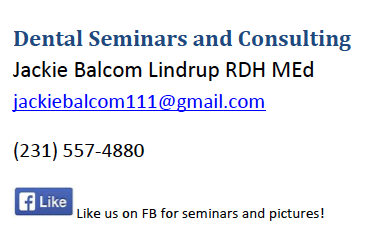 Dental Seminars and Consulting
Jackie Balcom Lindrup RDH MEd
jackiebalcom111@gmail.com
(231) 557-4880
f Like Like us on FB for seminars and pictures!